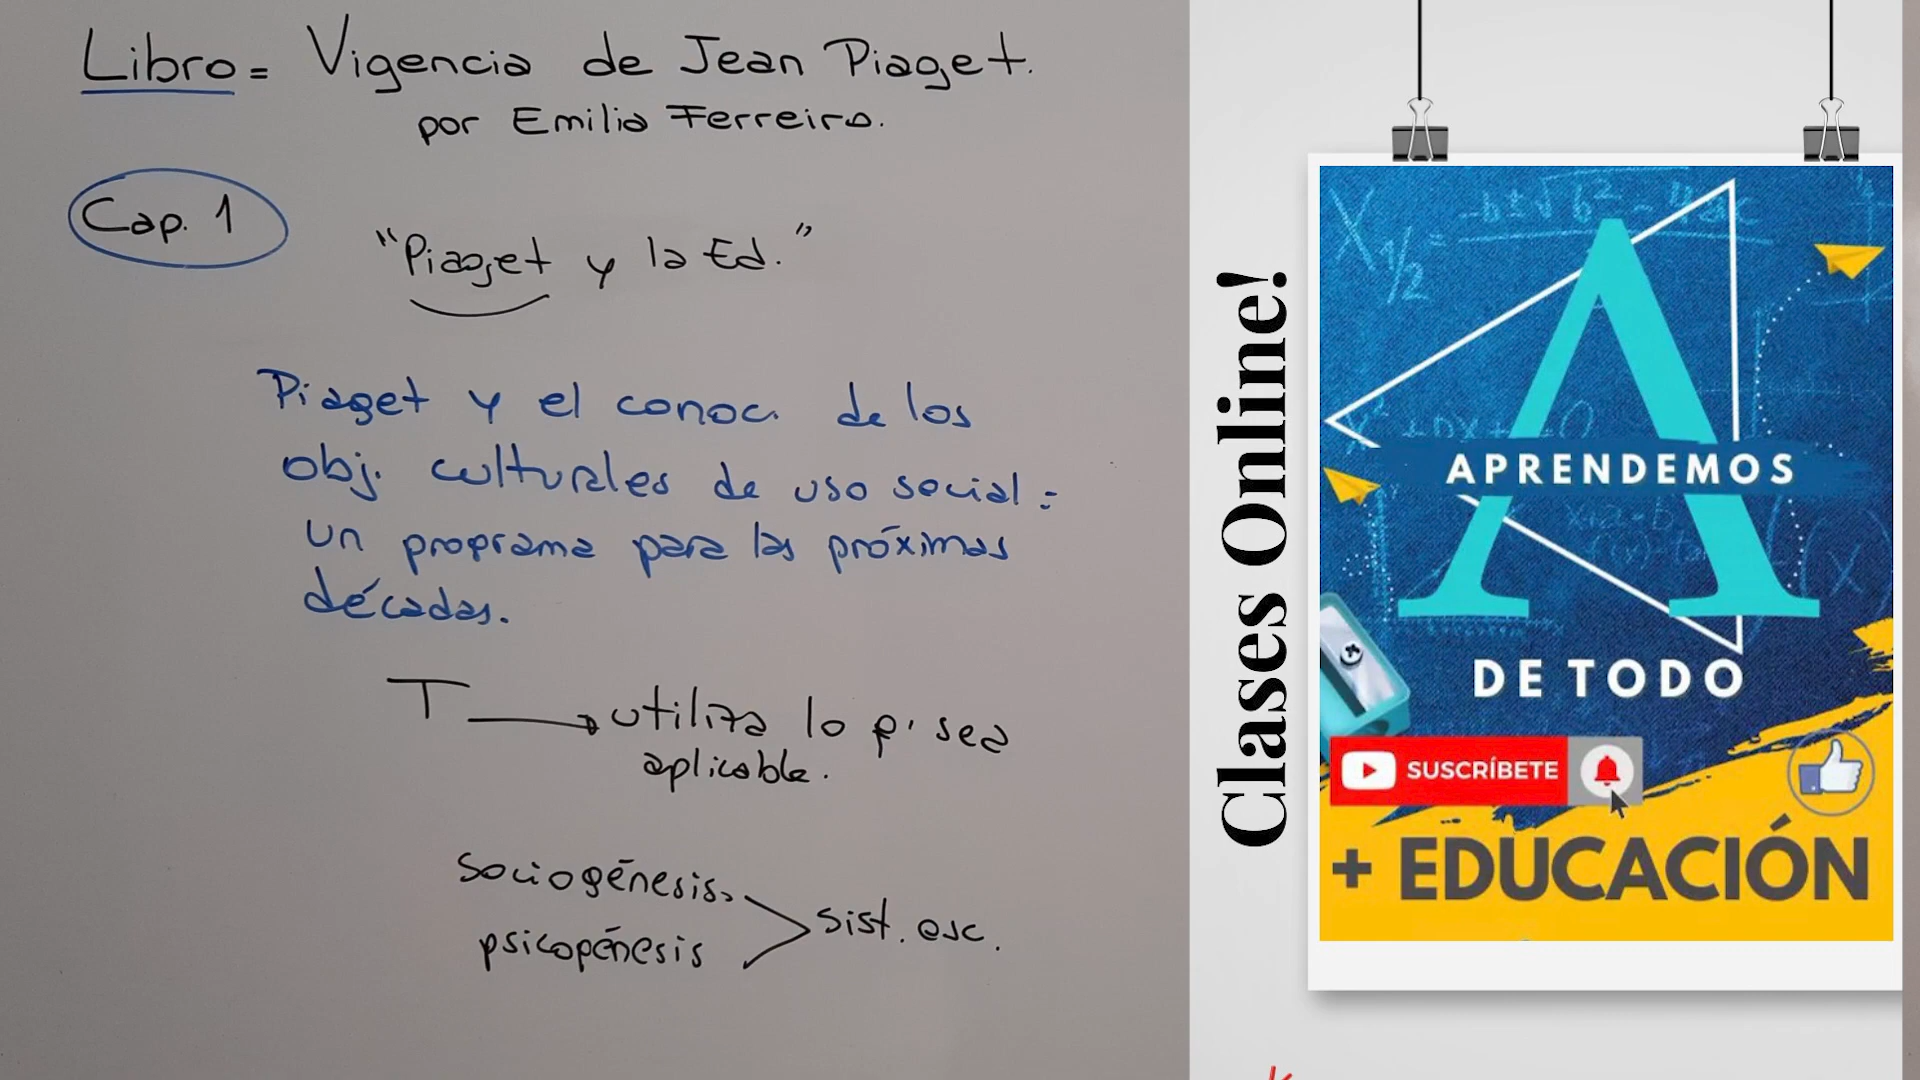 Libro = Vigencia de Jean Piaget.
por Emilia Ferreiro.
Cap. 1
"Piaget y la Ed."
Piaget y el conoc. de los
obj. culturales de uso social:
un programa para las próximas
décadas.
T → utiliza lo q' sea
aplicable.
sociogénesis
psicogénesis
sist. esc.
Clases Online!
APRENDEMOS
DE TODO
SUSCRÍBETE
+ EDUCACIÓN